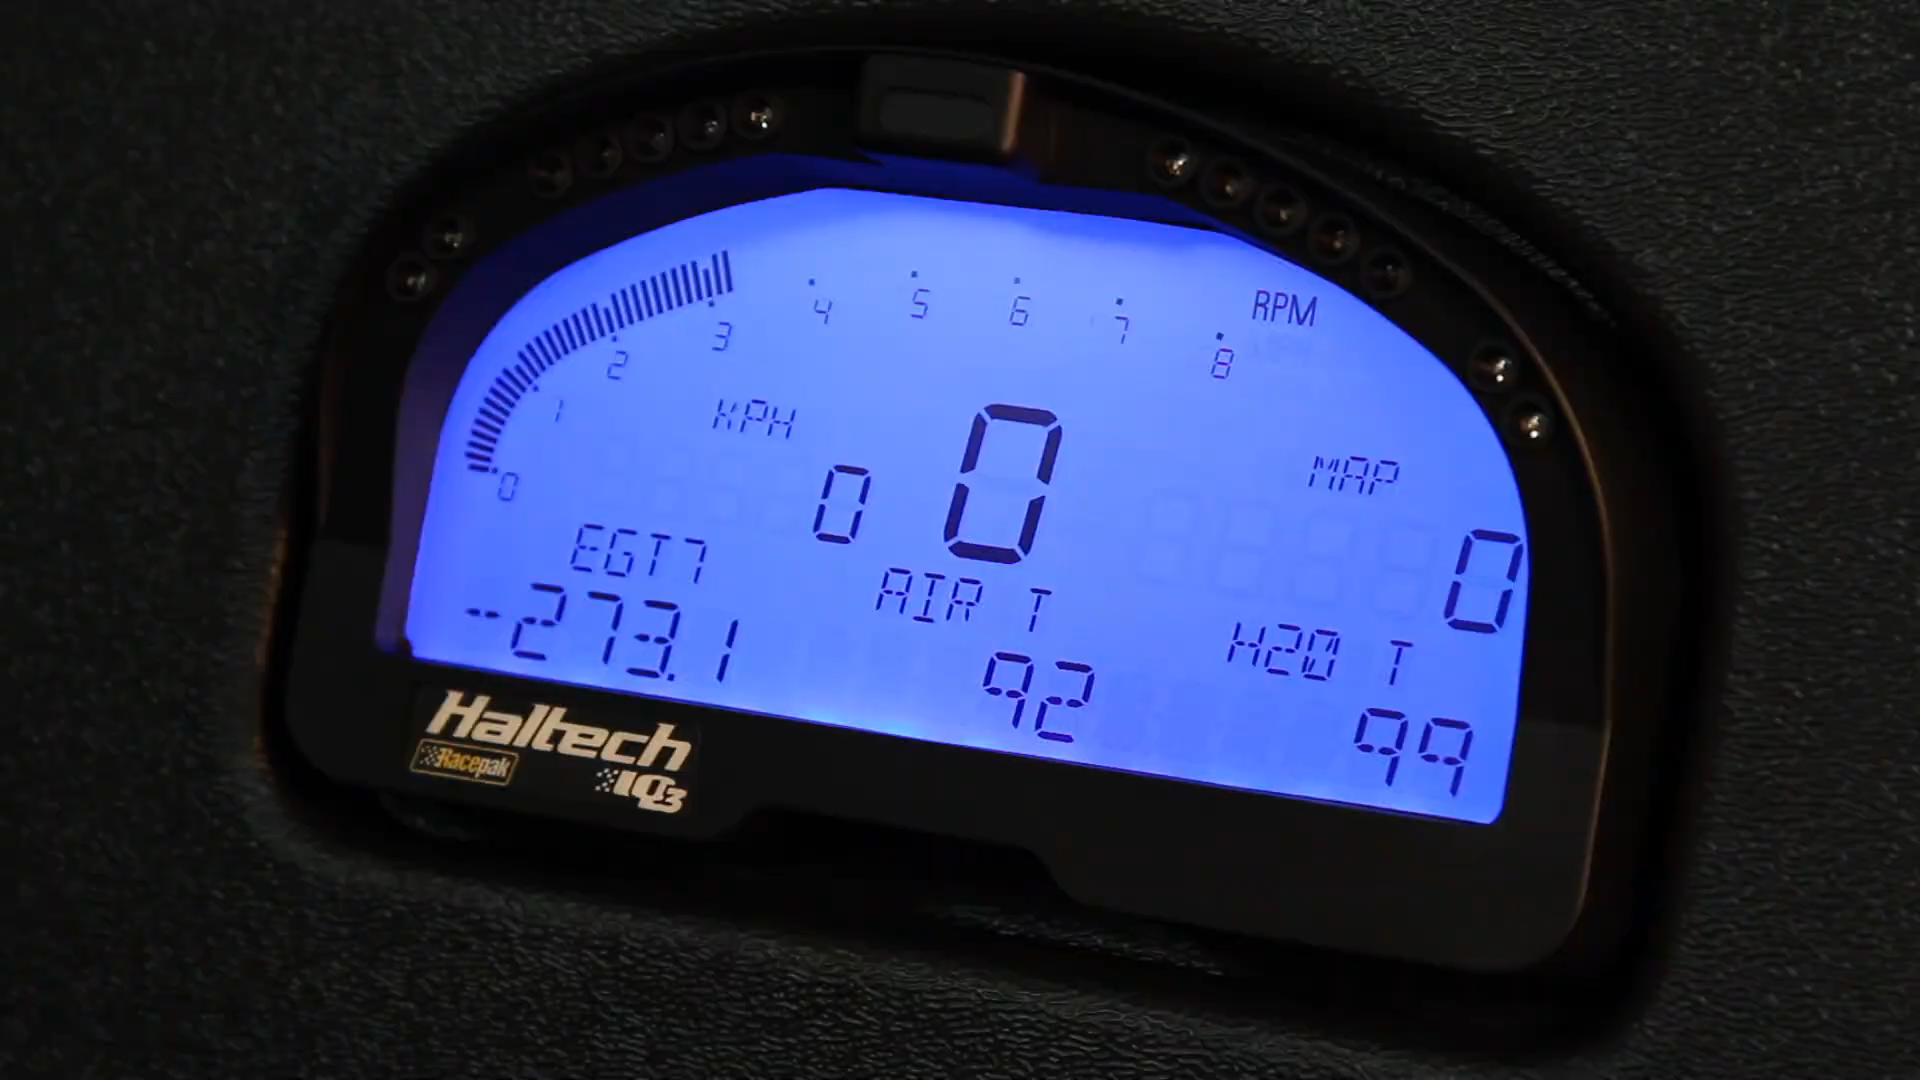 0 1 2 3 4 5 6 7 8 RPM
KPH 0
0
MAP 0
EGT7 -273.1
AIR T 92
H20 T 99
Haltech
Racepak
IQ3